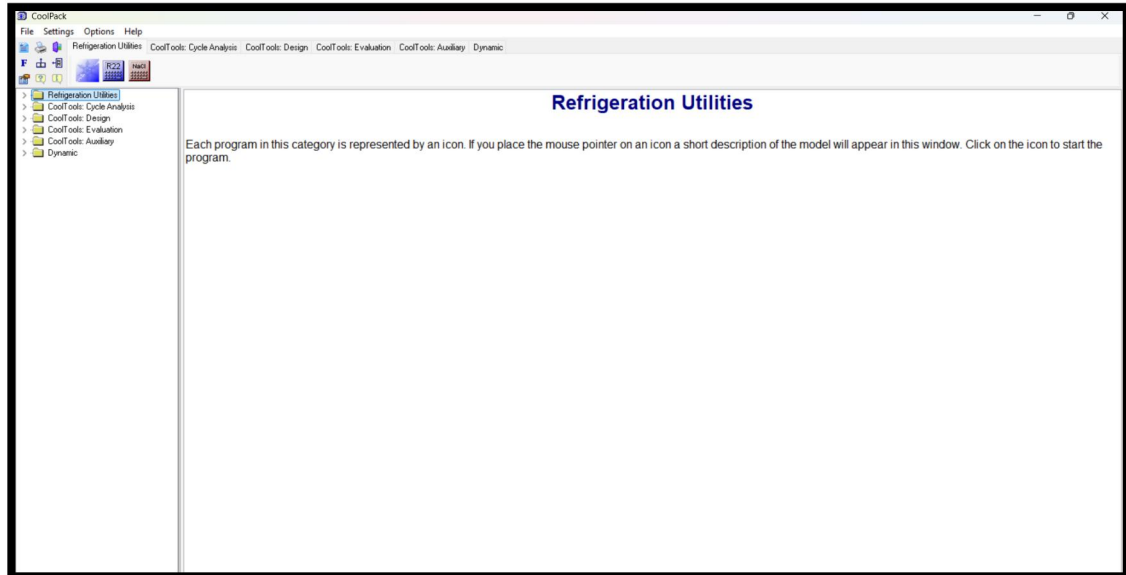 CoolPack
File Settings Options Help
Refrigeration Utilities CoolTools: Cycle Analysis CoolTools: Design CoolTools: Evaluation CoolTools: Auxiliary Dynamic
F
R22 NaCl
Refrigeration Utilities
CoolTools: Cycle Analysis
CoolTools: Design
CoolTools: Evaluation
CoolTools: Auxiliary
Dynamic
Refrigeration Utilities
Each program in this category is represented by an icon. If you place the mouse pointer on an icon a short description of the model will appear in this window. Click on the icon to start the
program.